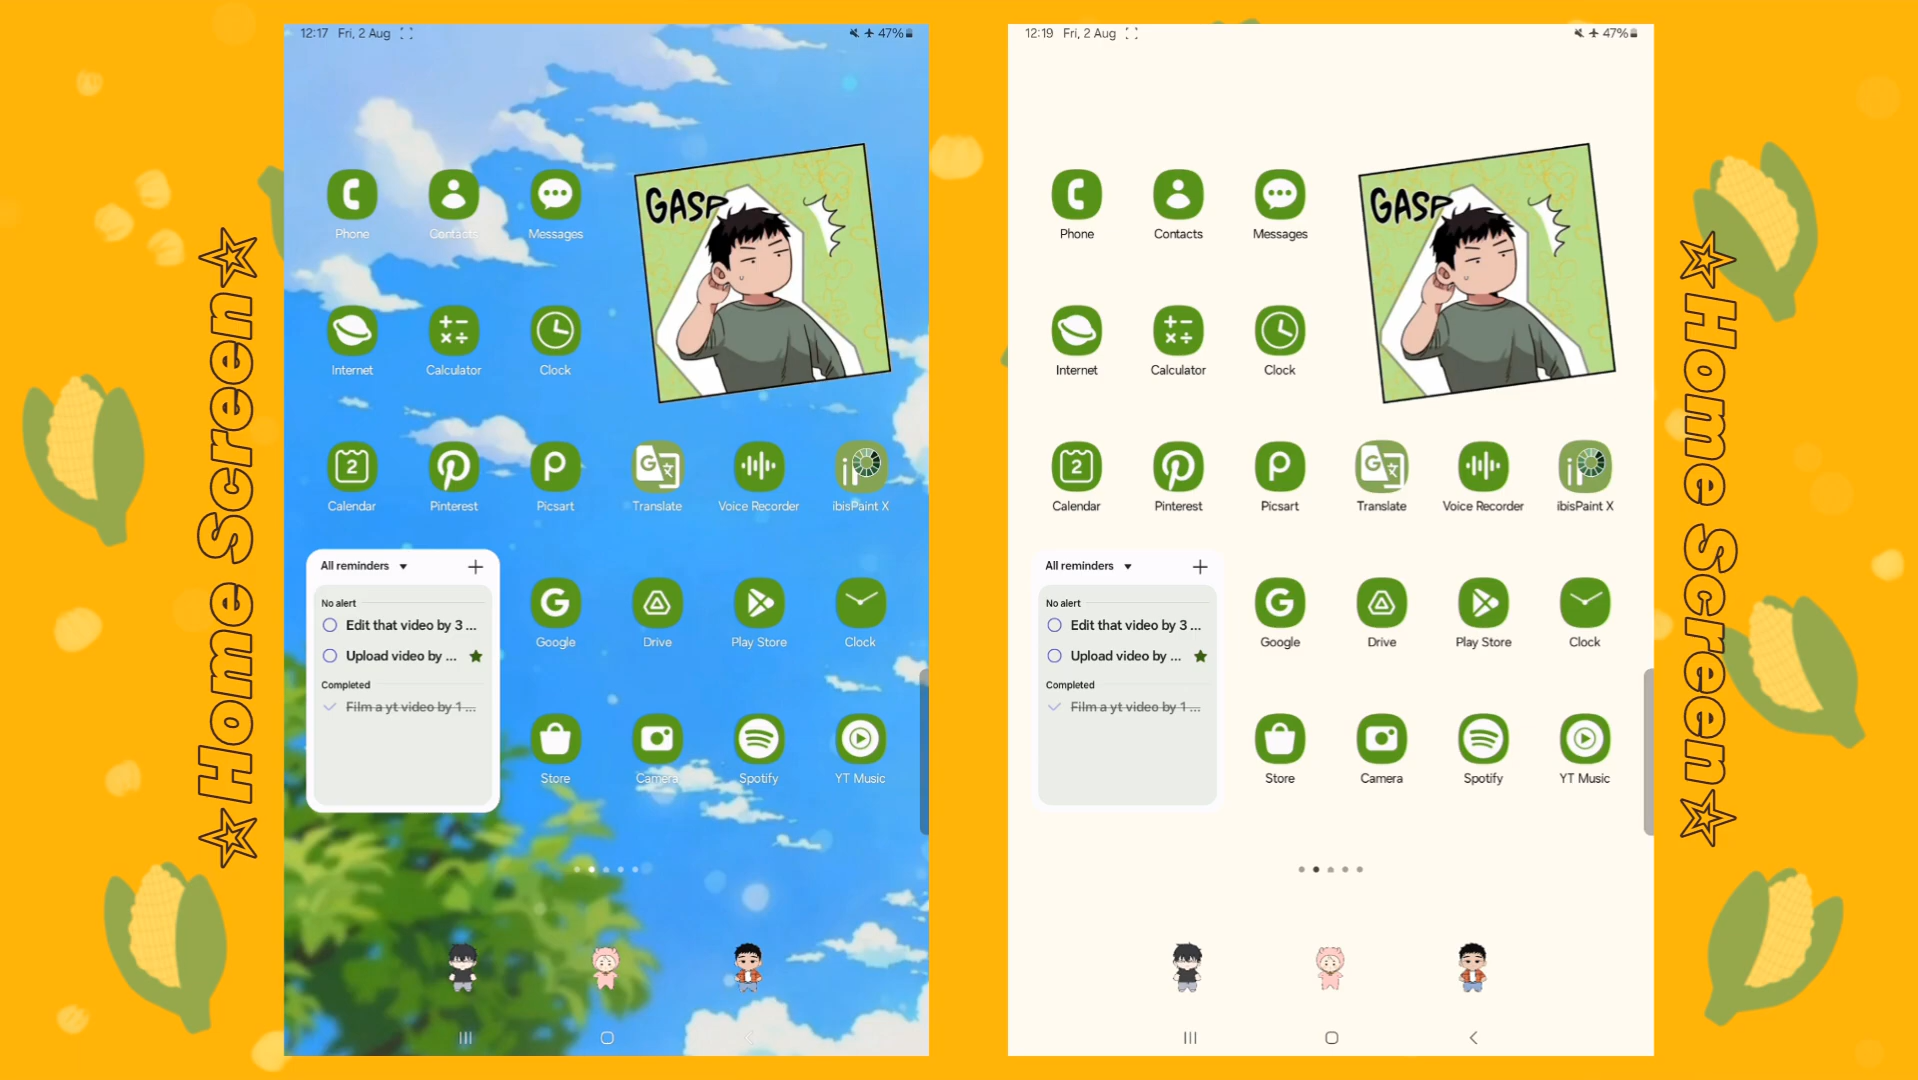 ☆Home Screen☆
12:17 Fri, 2 Aug
47%
GASP
Phone Contacts Messages
Internet Calculator Clock
2
Calendar Pinterest Picsart Translate Voice Recorder ibisPaint X
All reminders
No alert
Edit that video by 3 ...
Upload video by ...
Completed
Film a yt video by 1 ...
Google Drive Play Store Clock
Store Camera Spotify YT Music
12:19 Fri, 2 Aug
47%
GASP
Phone Contacts Messages
Internet Calculator Clock
2
Calendar Pinterest Picsart Translate Voice Recorder ibisPaint X
All reminders
No alert
Edit that video by 3 ...
Upload video by ...
Completed
Film a yt video by 1 ...
Google Drive Play Store Clock
Store Camera Spotify YT Music
☆Home Screen☆